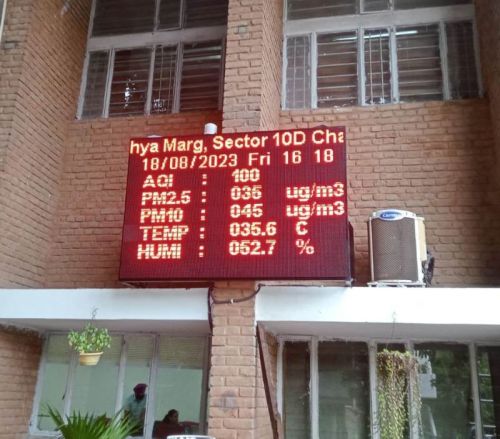 hya Marg, Sector 10D Cha
18/08/2023 Fri 16 18
AQI : 100
PM2.5 : 035 ug/m3
PM10 : 045 ug/m3
TEMP : 035.6 C
HUMI : 052.7 %